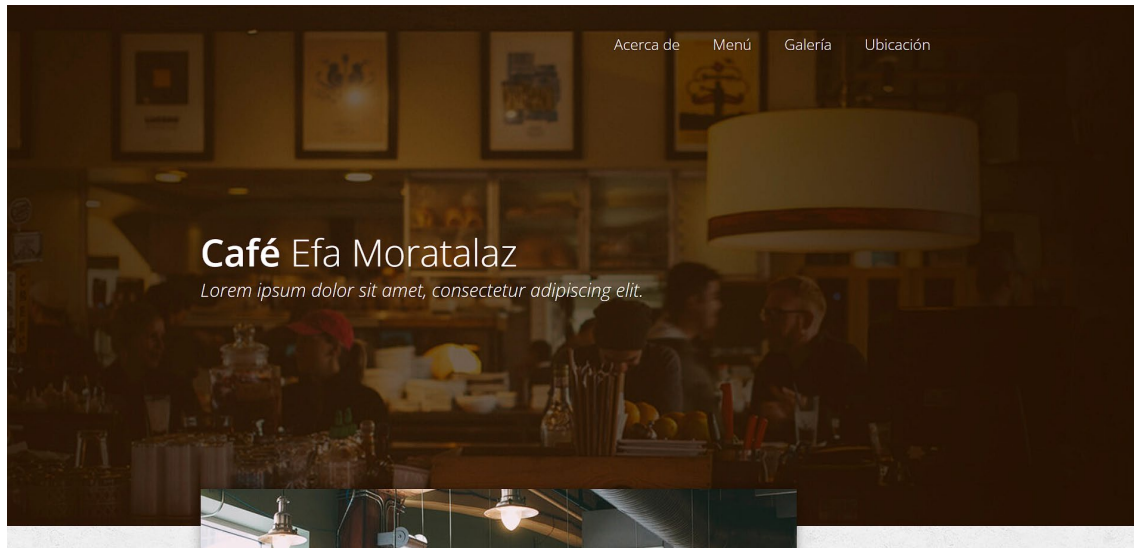 Acerca de Menú Galería Ubicación
Café Efa Moratalaz
Lorem ipsum dolor sit amet, consectetur adipiscing elit.